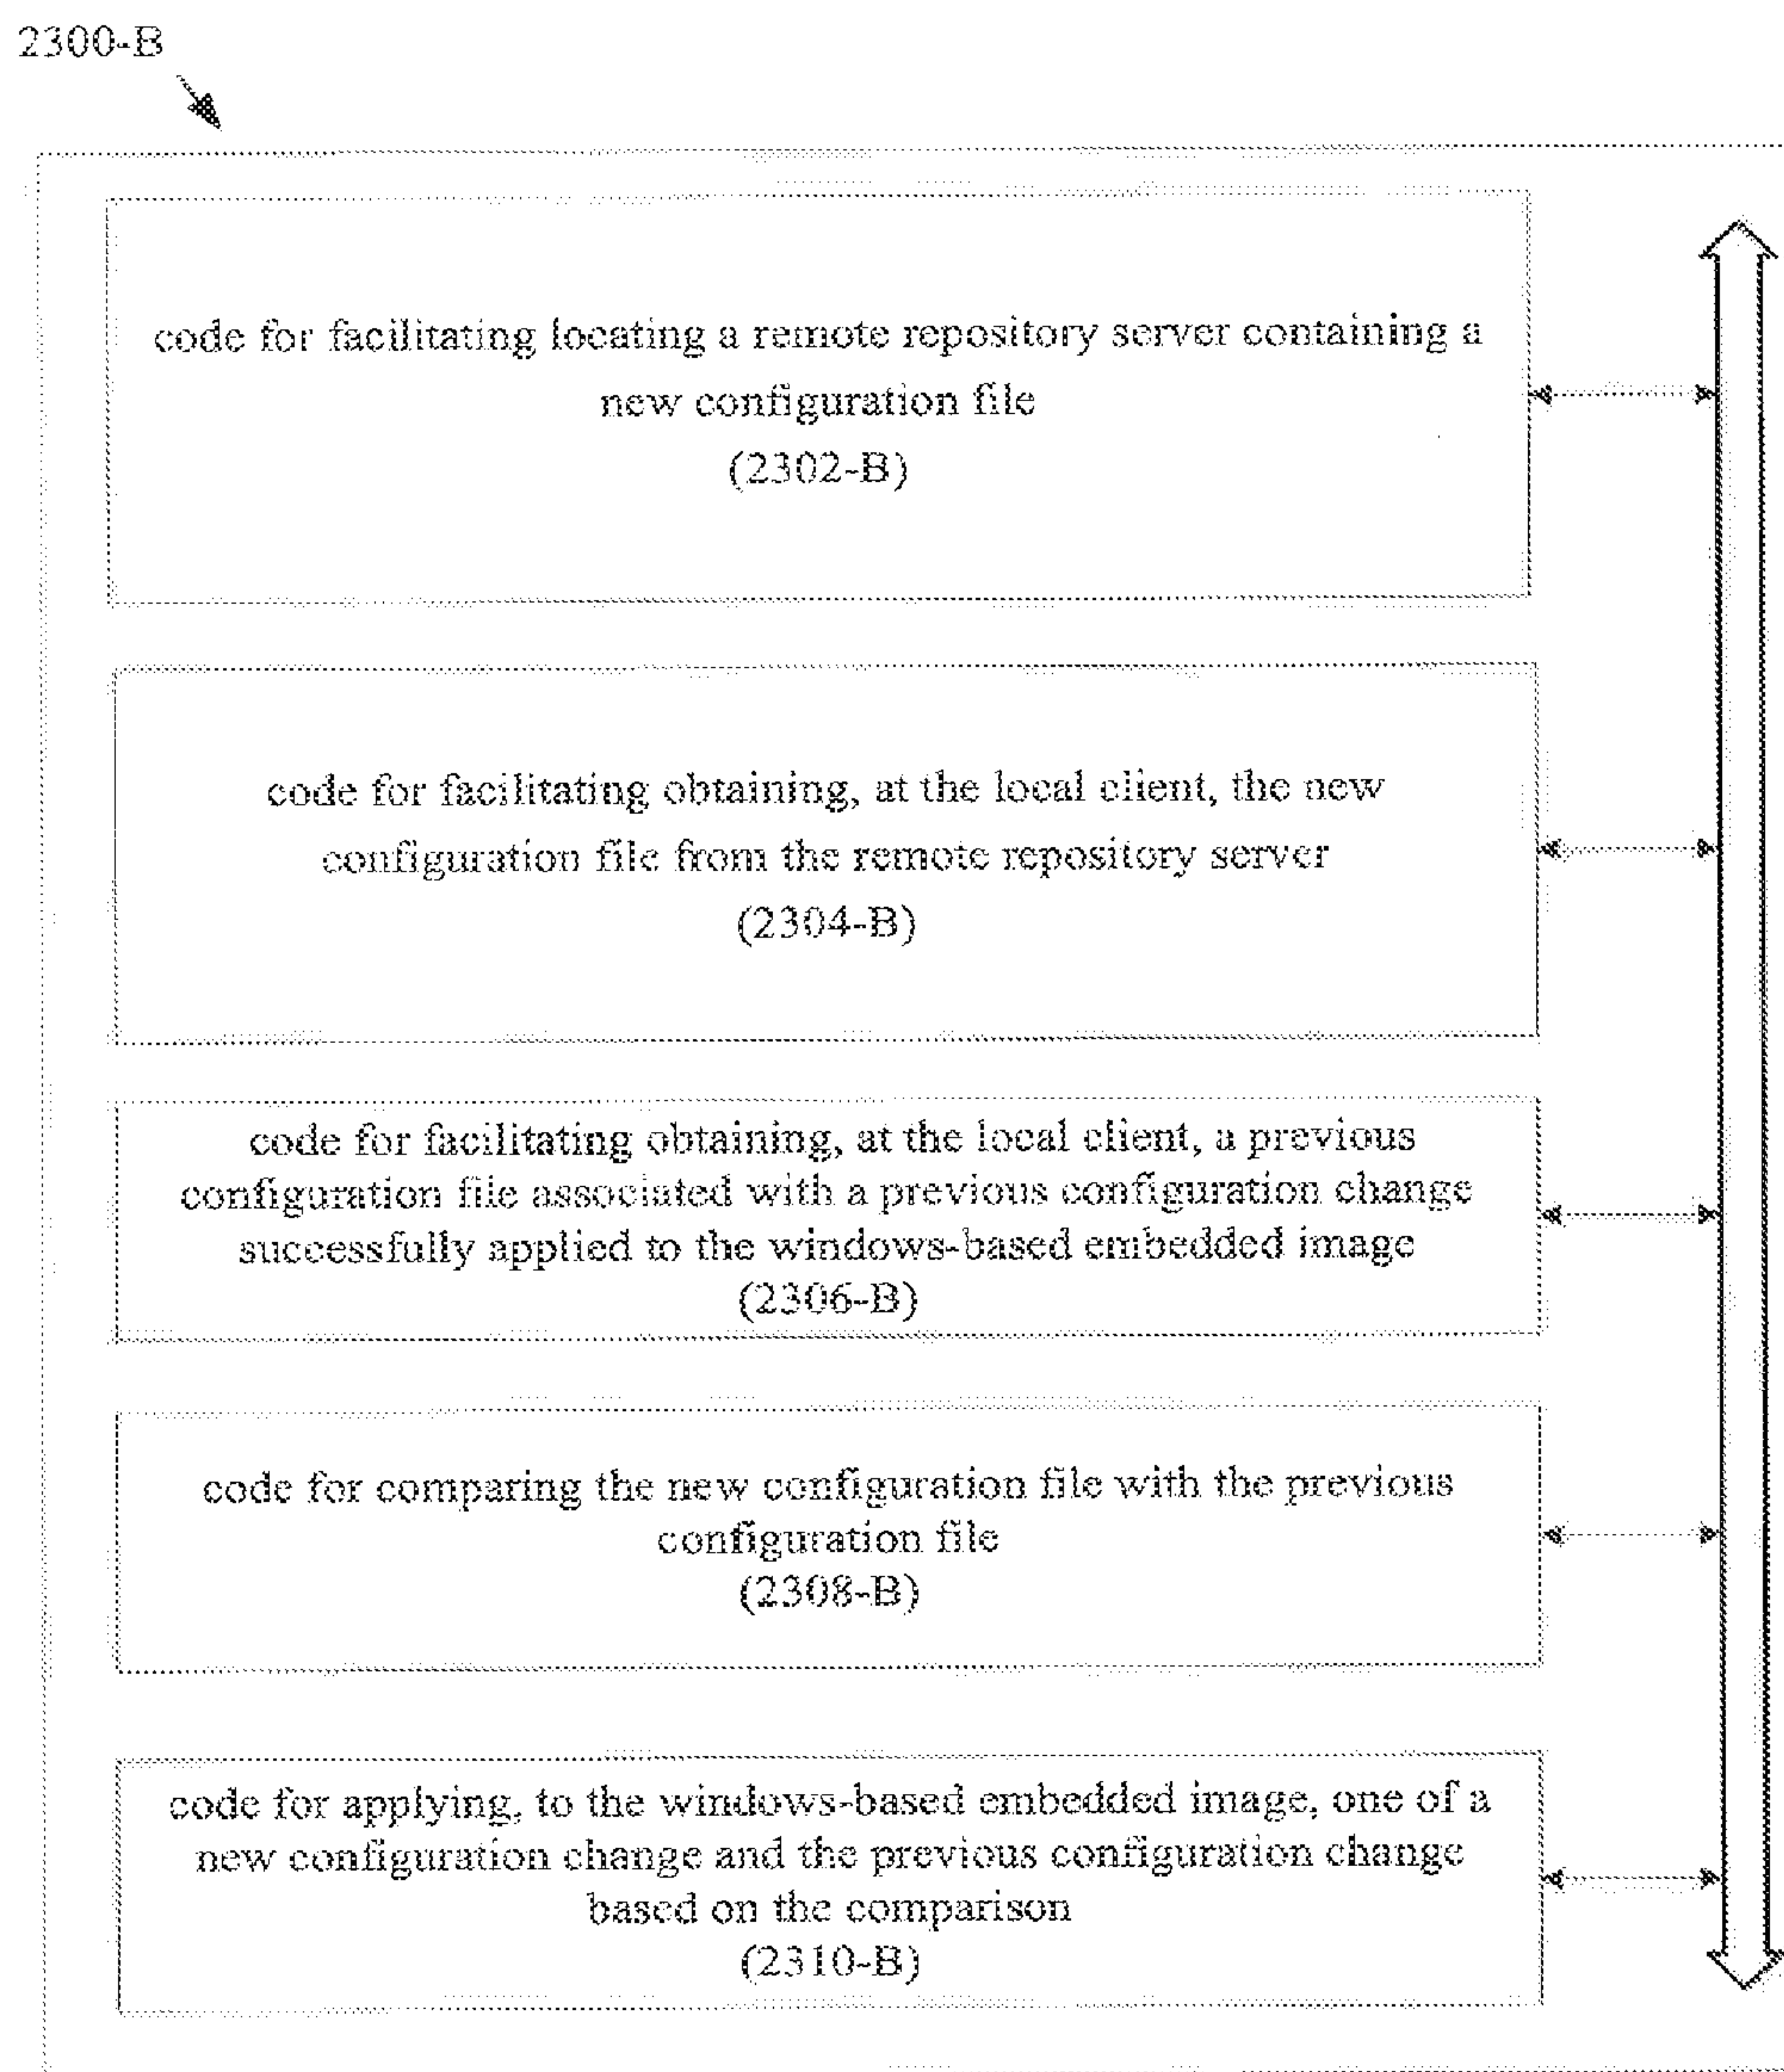 2300-B
code for facilitating locating a remote repository server containing a
new configuration file
(2302-B)
code for facilitating obtaining, at the local client, the new
configuration file from the remote repository server
(2304-B)
code for facilitating obtaining, at the local client, a previous
configuration file associated with a previous configuration change
successfully applied to the windows-based embedded image
(2306-B)
code for comparing the new configuration file with the previous
configuration file
(2308-B)
code for applying, to the windows-based embedded image, one of a
new configuration change and the previous configuration change
based on the comparison
(2310-B)